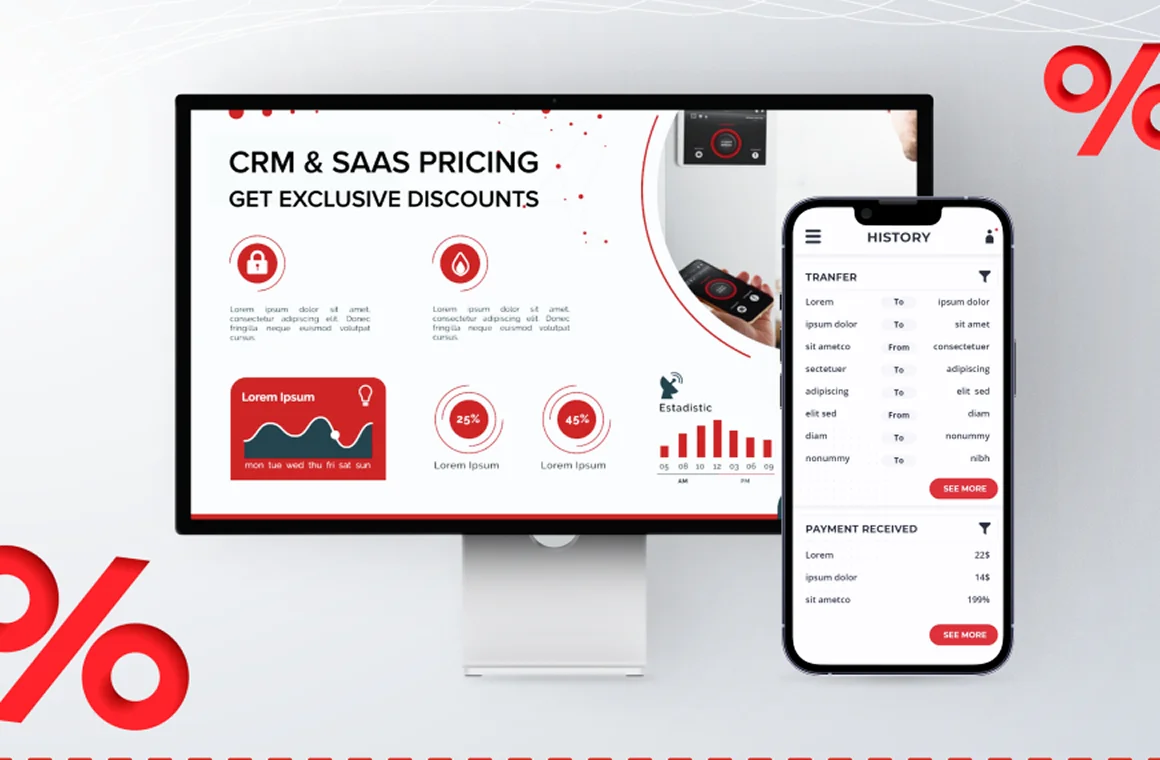 CRM & SAAS PRICING
GET EXCLUSIVE DISCOUNTS
Lorem ipsum dolor sit amet,
consectetur adipiscing elit. Donec
fringilla neque euismod volutpat
cursus.
Lorem ipsum dolor sit amet,
consectetur adipiscing elit. Donec
fringilla neque euismod volutpat
cursus.
Lorem Ipsum
mon tue wed thu fri sat sun
25%
Lorem Ipsum
45%
Lorem Ipsum
Estadistic
05 08 10 12 03 06 09
AM PM
HISTORY
TRANFER
Lorem To ipsum dolor
ipsum dolor To sit amet
sit ametco From consectetuer
sectetuer To adipiscing
adipiscing To elit sed
elit sed From diam
diam To nonummy
nonummy To nibh
SEE MORE
PAYMENT RECEIVED
Lorem 22$
ipsum dolor 14$
sit ametco 199%
SEE MORE
%
%